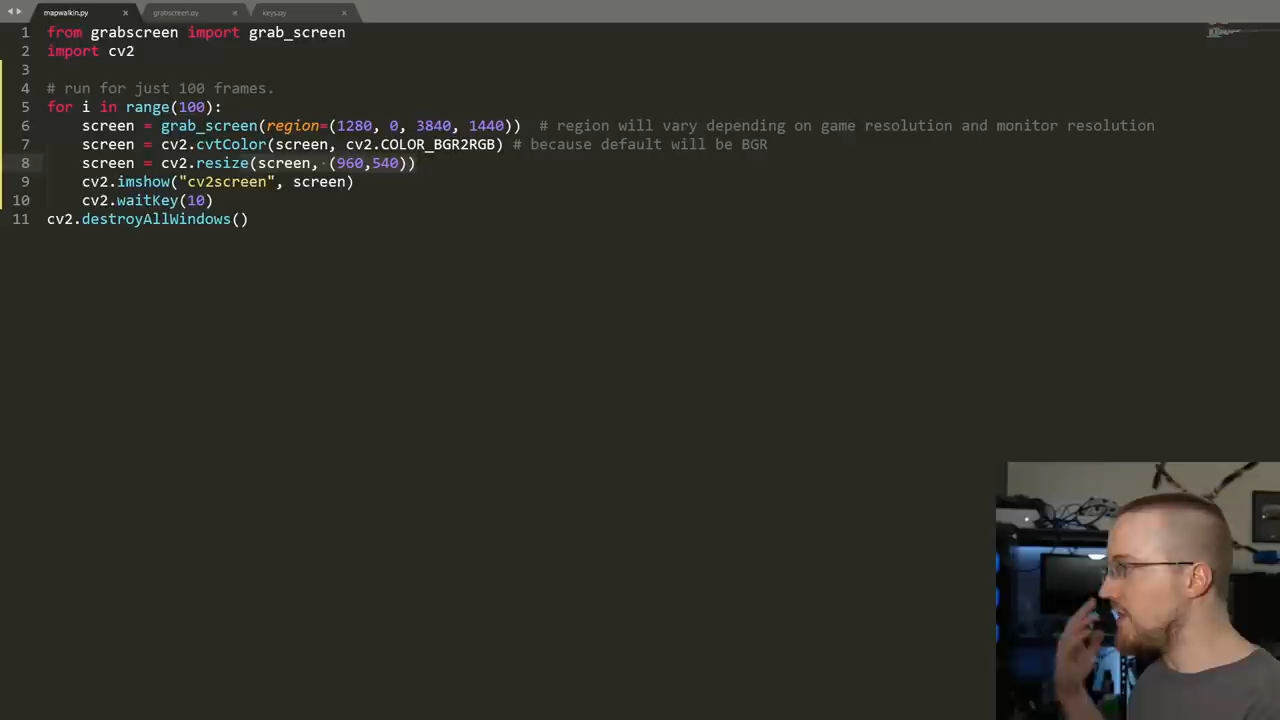 mapwalkin.py
grabscreen.py
keys.py
1 from grabscreen import grab_screen
2 import cv2
3
4 # run for just 100 frames.
5 for i in range(100):
6 screen = grab_screen(region=(1280, 0, 3840, 1440)) # region will vary depending on game resolution and monitor resolution
7 screen = cv2.cvtColor(screen, cv2.COLOR_BGR2RGB) # because default will be BGR
8 screen = cv2.resize(screen, (960,540))
9 cv2.imshow("cv2screen", screen)
10 cv2.waitKey(10)
11 cv2.destroyAllWindows()